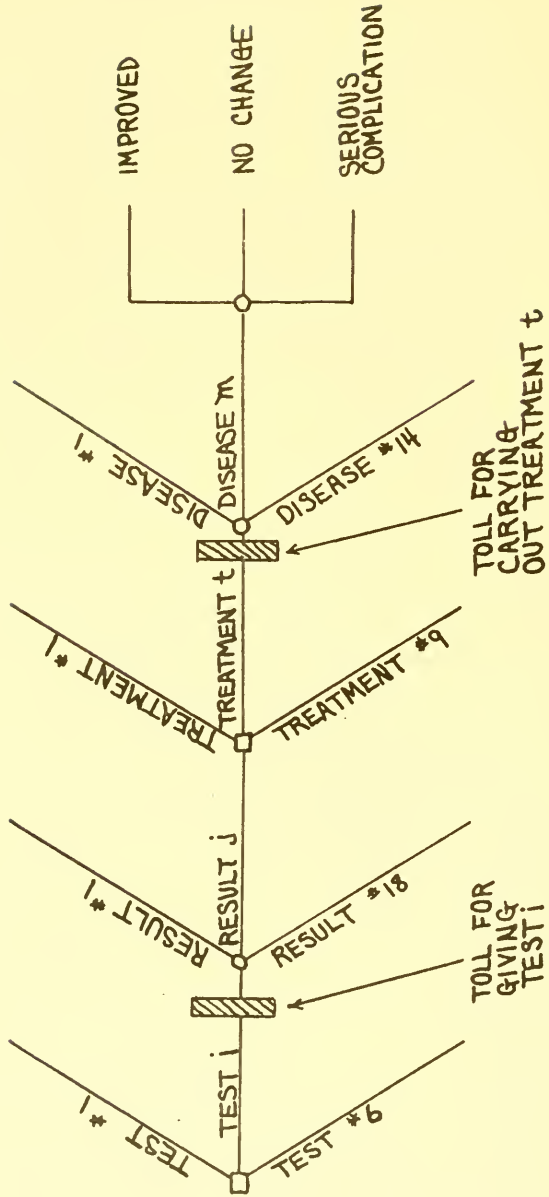 TEST #1
TEST i
TEST #6
TOLL FOR
GIVING
TEST i
RESULT #1
RESULT j
RESULT #18
TREATMENT #1
TREATMENT t
TREATMENT #9
TOLL FOR
CARRYING
OUT TREATMENT t
DISEASE #1
DISEASE m
DISEASE #14
IMPROVED
NO CHANGE
SERIOUS
COMPLICATION